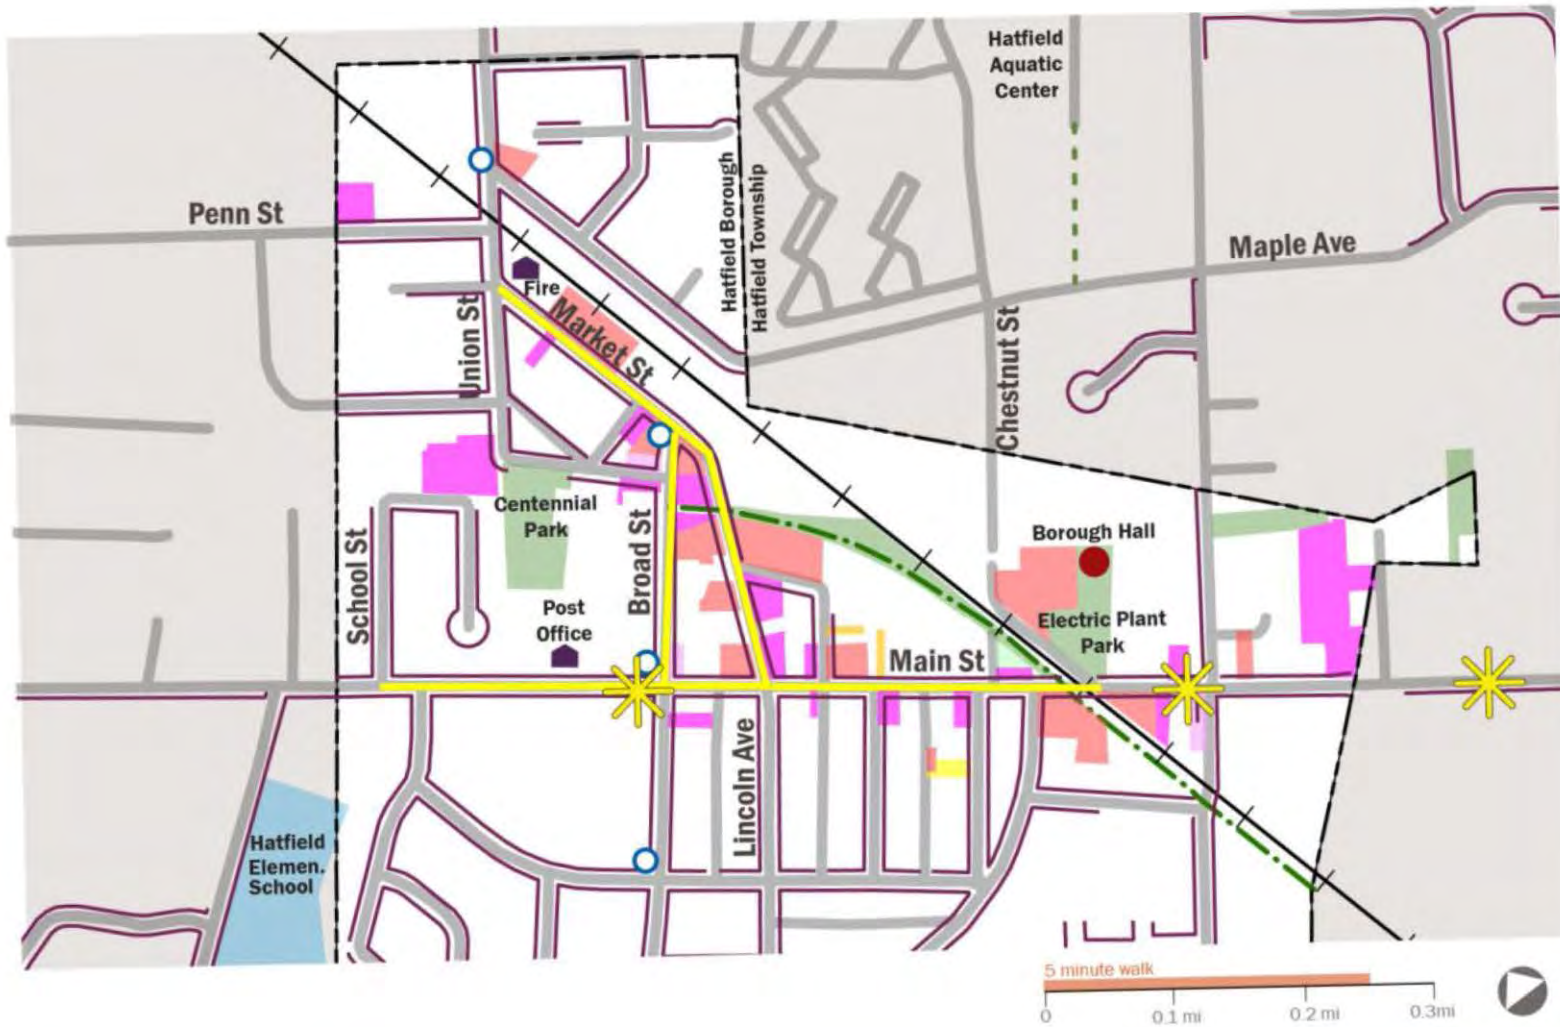 Hatfield
Aquatic
Center
Penn St
Hatfield Borough
Hatfield Township
Maple Ave
Fire
Market St
Union St
Chestnut St
Centennial
Park
Broad St
School St
Borough Hall
Post
Office
Electric Plant
Park
Main St
Lincoln Ave
Hatfield
Elemen.
School
5 minute walk
0
0.1 mi
0.2 mi
0.3mi